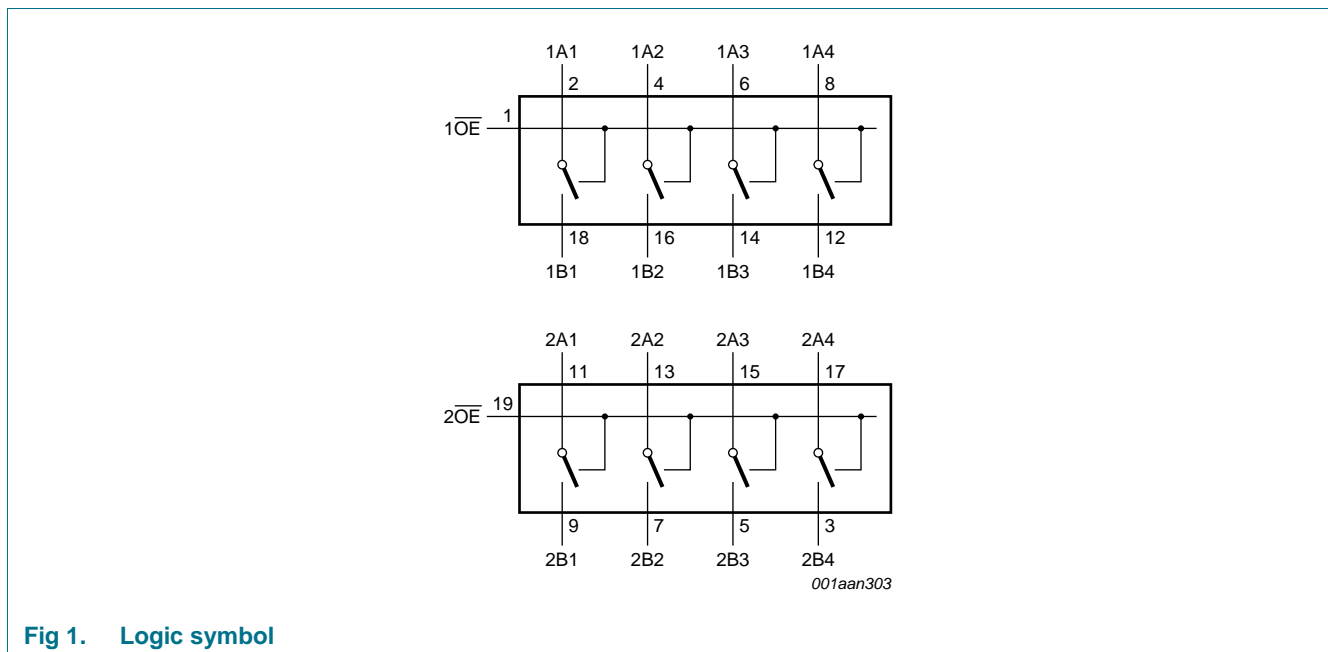 1A1 1A2 1A3 1A4
2 4 6 8
1
1O̅E̅
18 16 14 12
1B1 1B2 1B3 1B4
2A1 2A2 2A3 2A4
11 13 15 17
19
2O̅E̅
9 7 5 3
2B1 2B2 2B3 2B4
001aan303
Fig 1. Logic symbol